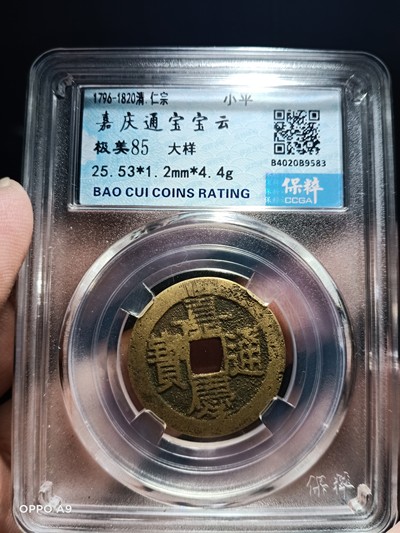 1796-1820清.仁宗 小平
嘉庆通宝宝云
极美85 大样
25.53*1.2mm*4.4g
B4020B9583
BAO CUI COINS RATING
保粹
CCGA
嘉慶通寶
保粹
OPPO A9